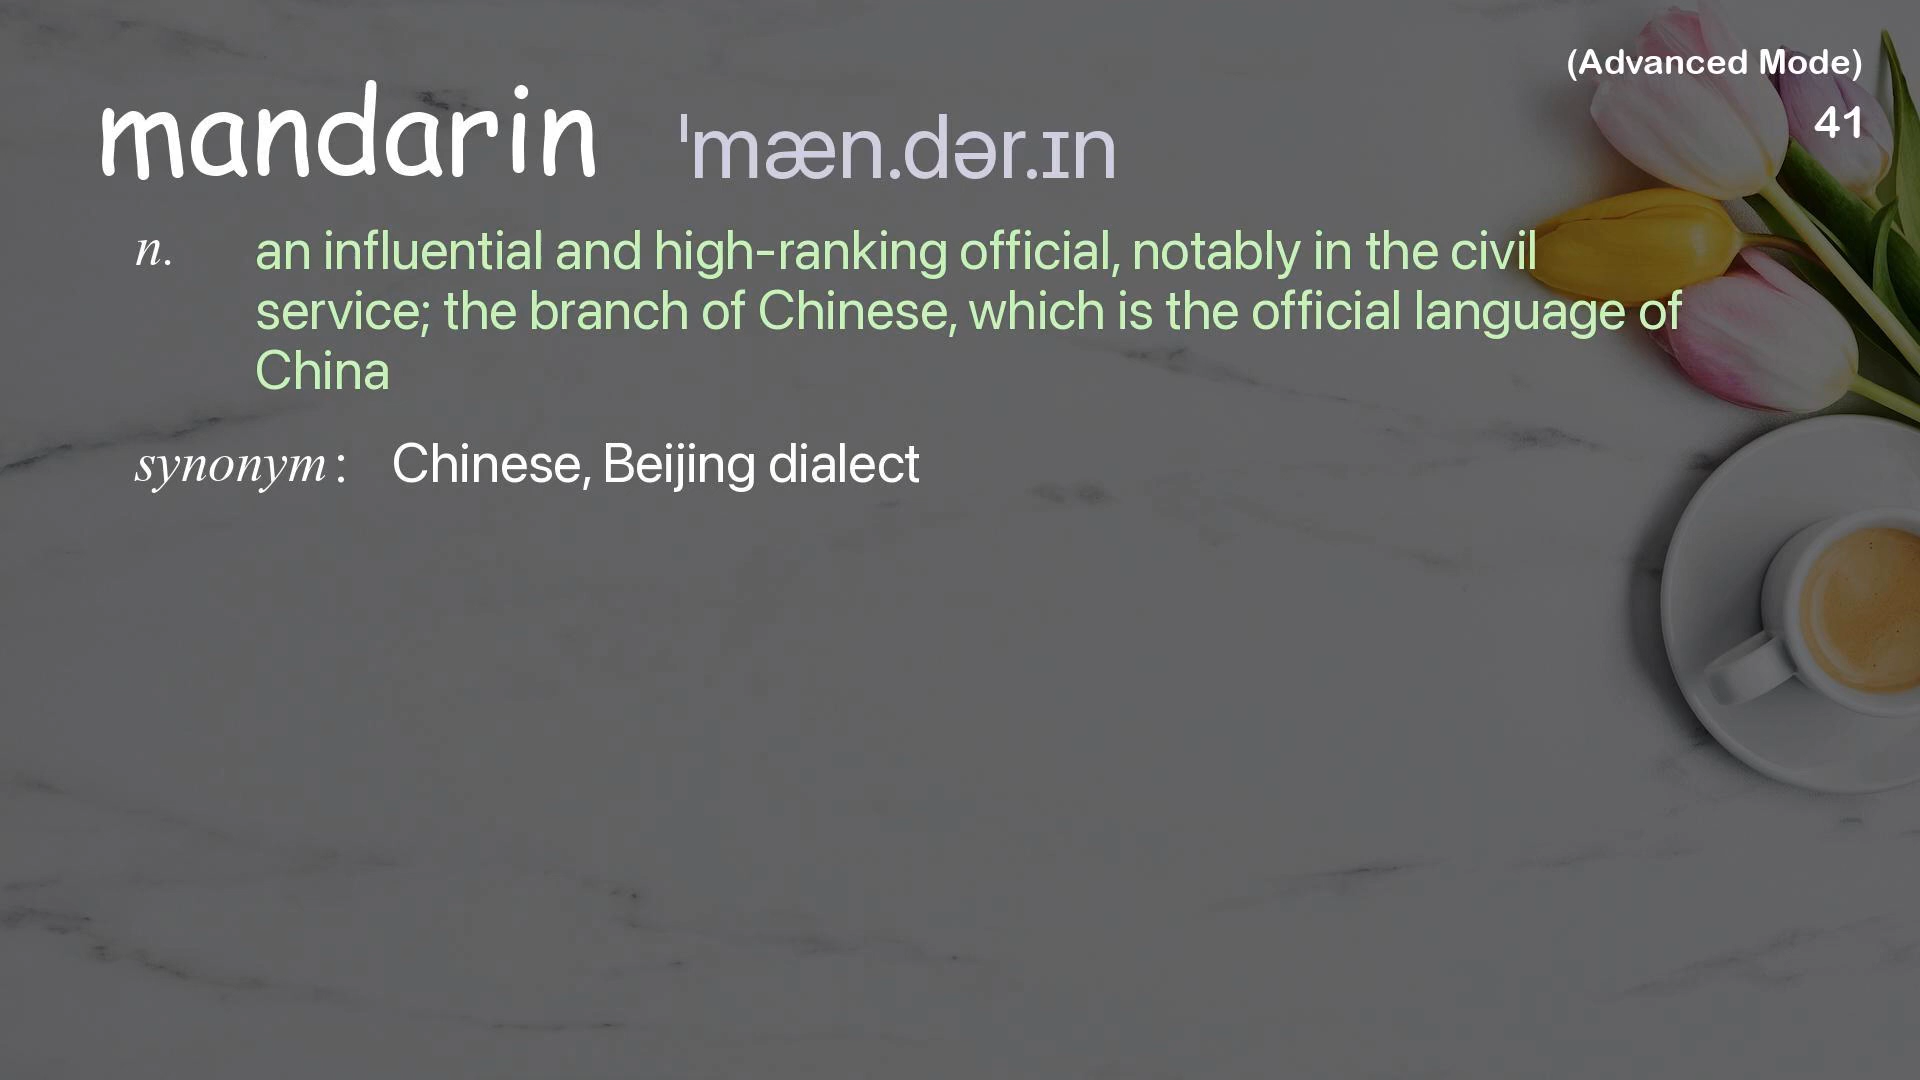 (Advanced Mode)
41
mandarin ˈmæn.dər.ɪn
n. an influential and high-ranking official, notably in the civil
service; the branch of Chinese, which is the official language of
China
synonym: Chinese, Beijing dialect